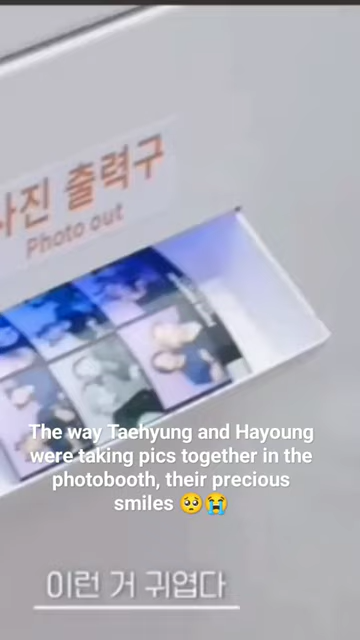 사진 출력구
Photo out
The way Taehyung and Hayoung
were taking pics together in the
photobooth, their precious
smiles 🥺😭
이런 거 귀엽다